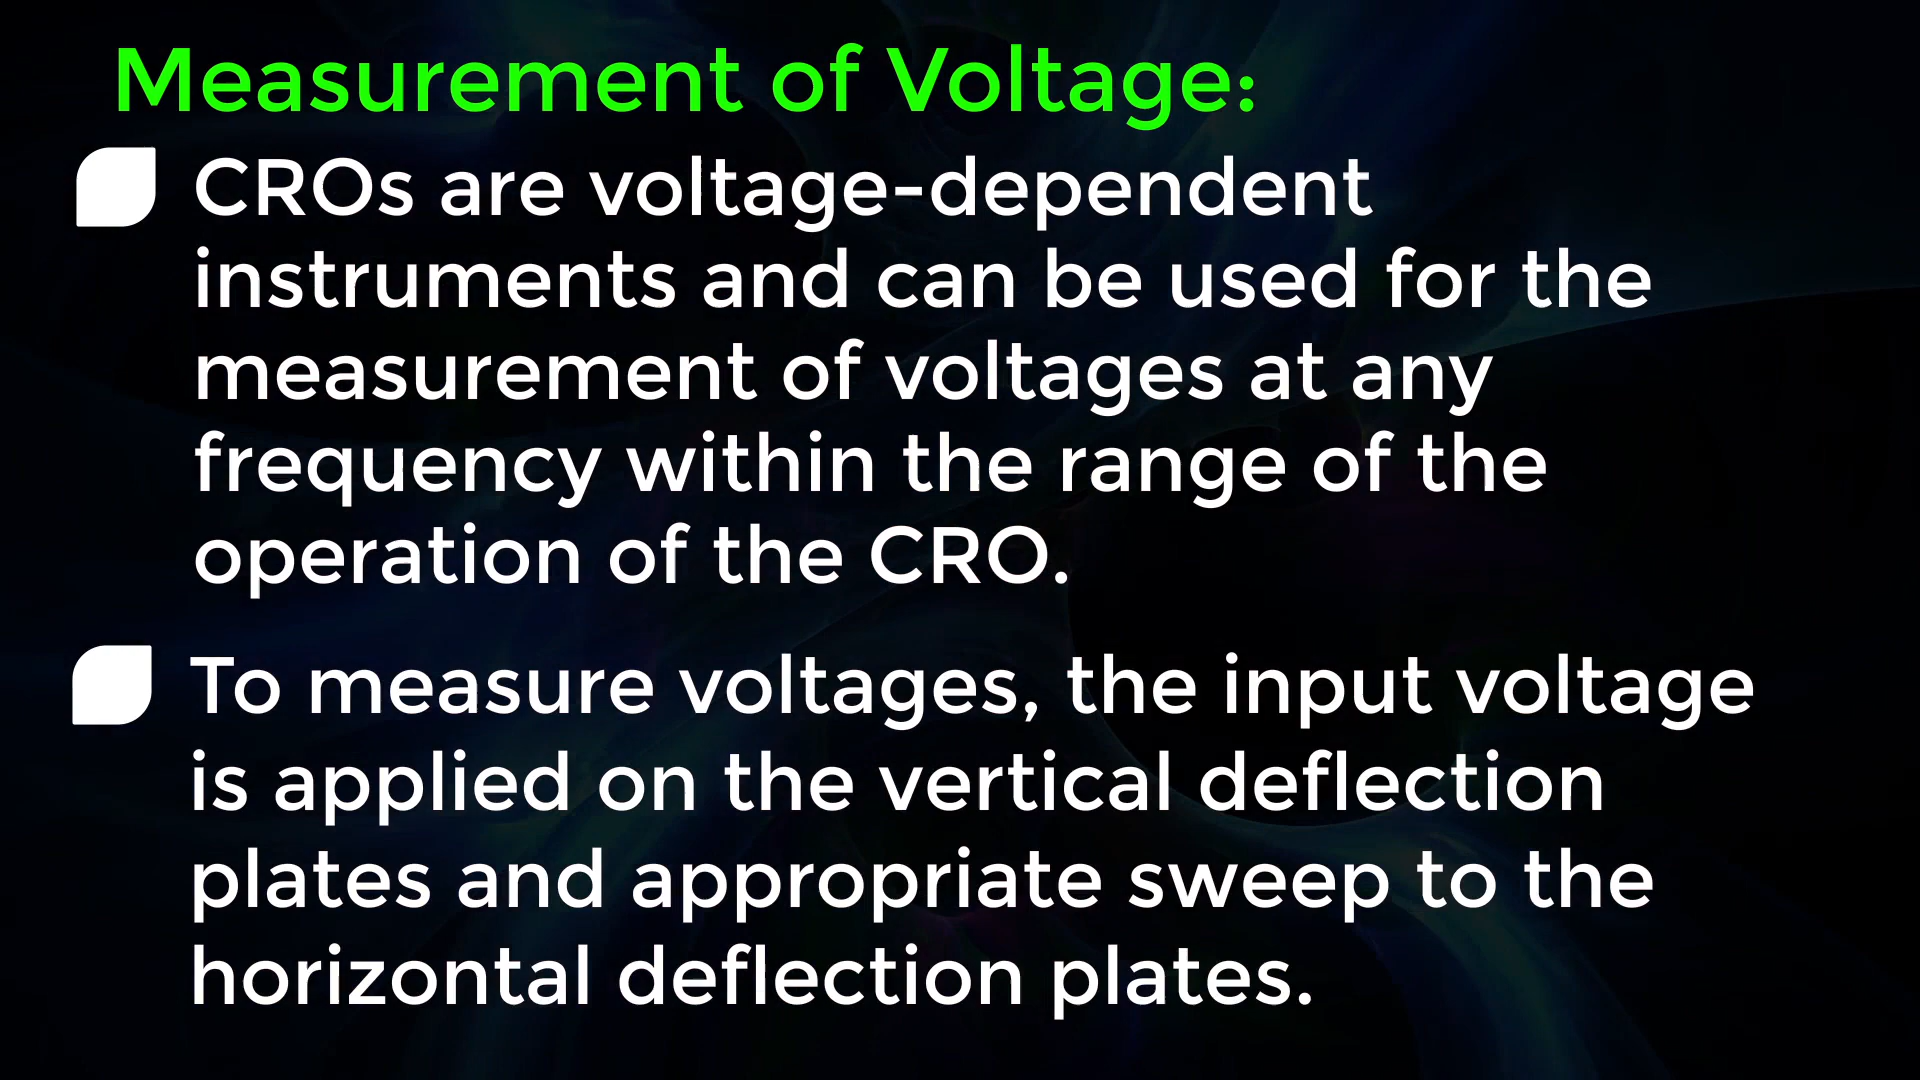 Measurement of Voltage:
CROs are voltage-dependent
instruments and can be used for the
measurement of voltages at any
frequency within the range of the
operation of the CRO.
To measure voltages, the input voltage
is applied on the vertical deflection
plates and appropriate sweep to the
horizontal deflection plates.